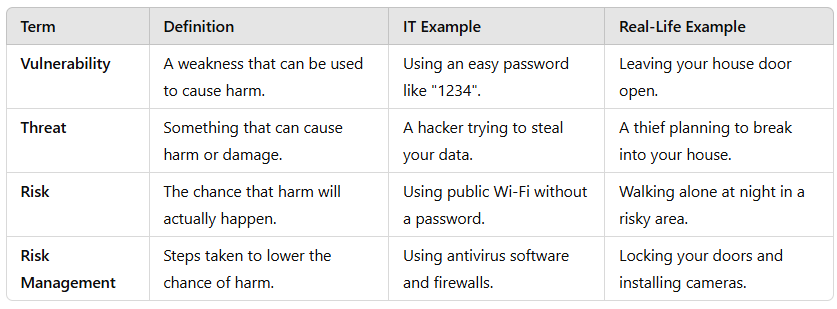 Term Definition IT Example Real-Life Example
Vulnerability A weakness that can be used Using an easy password Leaving your house door
to cause harm. like "1234". open.
Threat Something that can cause A hacker trying to steal A thief planning to break
harm or damage. your data. into your house.
Risk The chance that harm will Using public Wi-Fi without Walking alone at night in a
actually happen. a password. risky area.
Risk Steps taken to lower the Using antivirus software Locking your doors and
Management chance of harm. and firewalls. installing cameras.